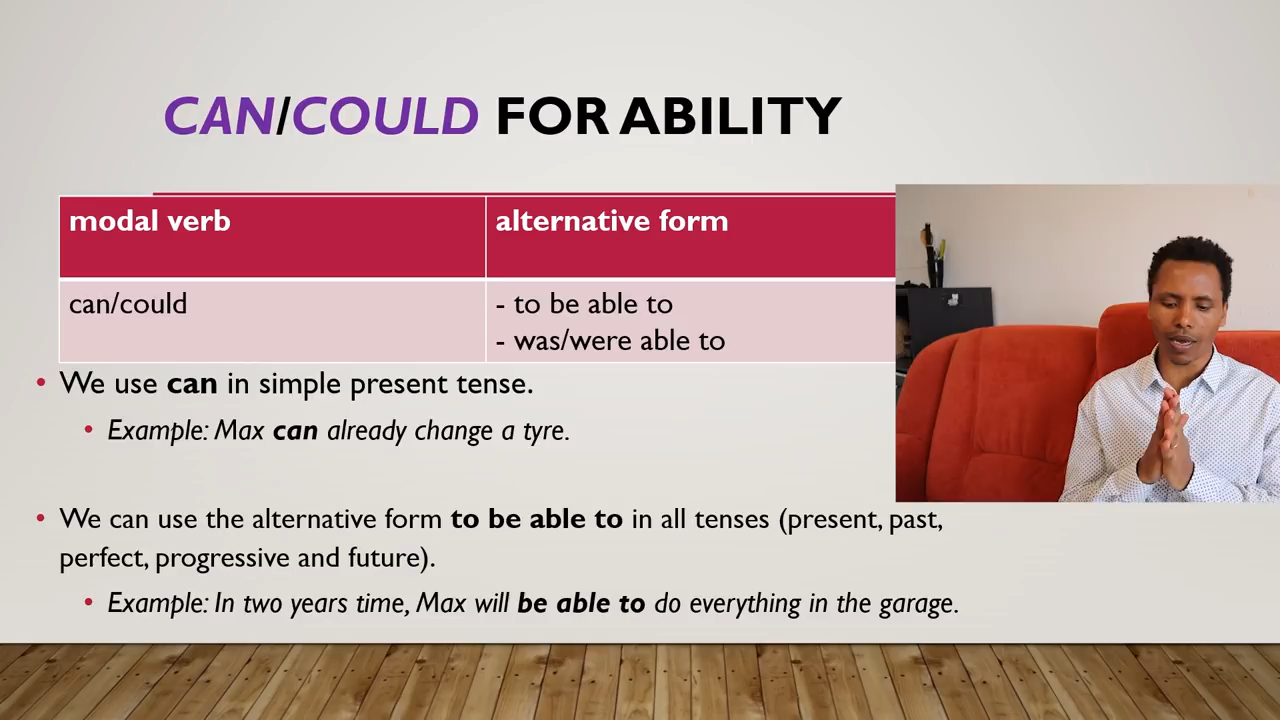 CAN/COULD FOR ABILITY
modal verb
alternative form
can/could
- to be able to
- was/were able to
• We use can in simple present tense.
• Example: Max can already change a tyre.
• We can use the alternative form to be able to in all tenses (present, past,
perfect, progressive and future).
• Example: In two years time, Max will be able to do everything in the garage.